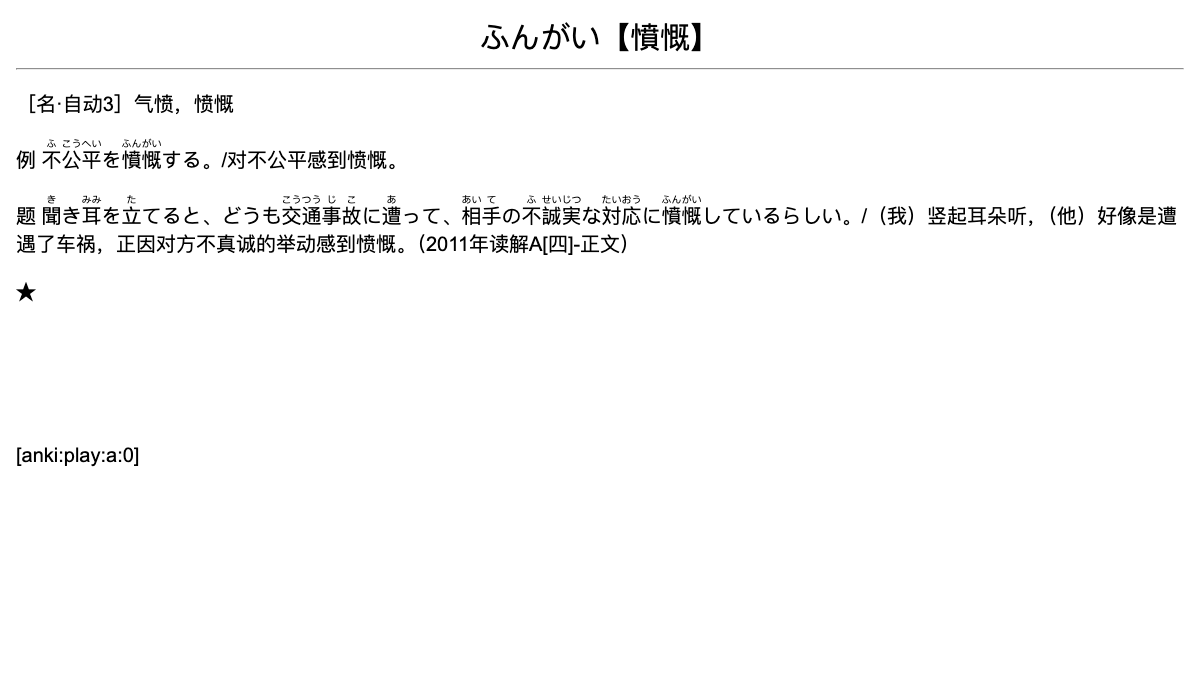 ふんがい【憤慨】
［名·自动3］气愤，愤慨
例 不公平を憤慨する。/对不公平感到愤慨。
题 聞き耳を立てると、どうも交通事故に遭って、相手の不誠実な対応に憤慨しているらしい。/（我）竖起耳朵听，（他）好像是遭
遇了车祸，正因对方不真诚的举动感到愤慨。（2011年读解A[四]-正文）
★
[anki:play:a:0]